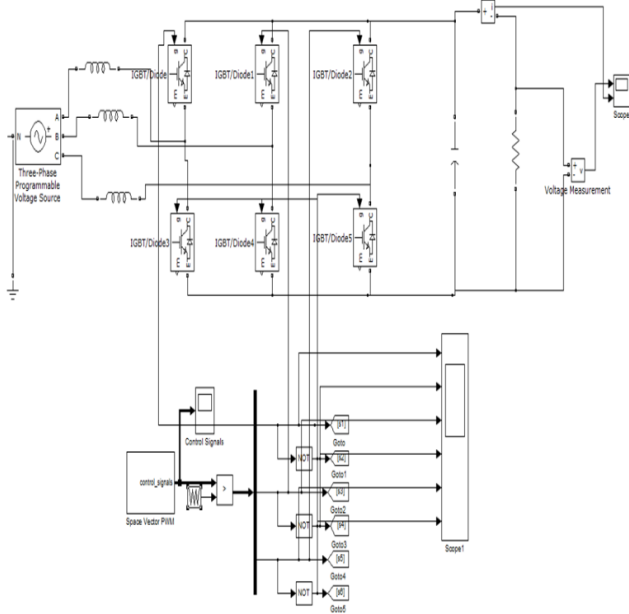 i
g C
IGBT/Diode
E
g C
IGBT/Diode1
E
g C
IGBT/Diode2
E
Scope
A
N B
C
Three-Phase
Programmable
Voltage Source
+ v
-
Voltage Measurement
g C
IGBT/Diode3
E
g C
IGBT/Diode4
E
g C
IGBT/Diode5
E
Control Signals
[s1]
Goto
NOT
[s2]
Goto1
control_signals
>
Space Vector PWM
[s3]
Goto2
NOT
[s4]
Goto3
Scope1
[s5]
Goto4
NOT
[s6]
Goto5